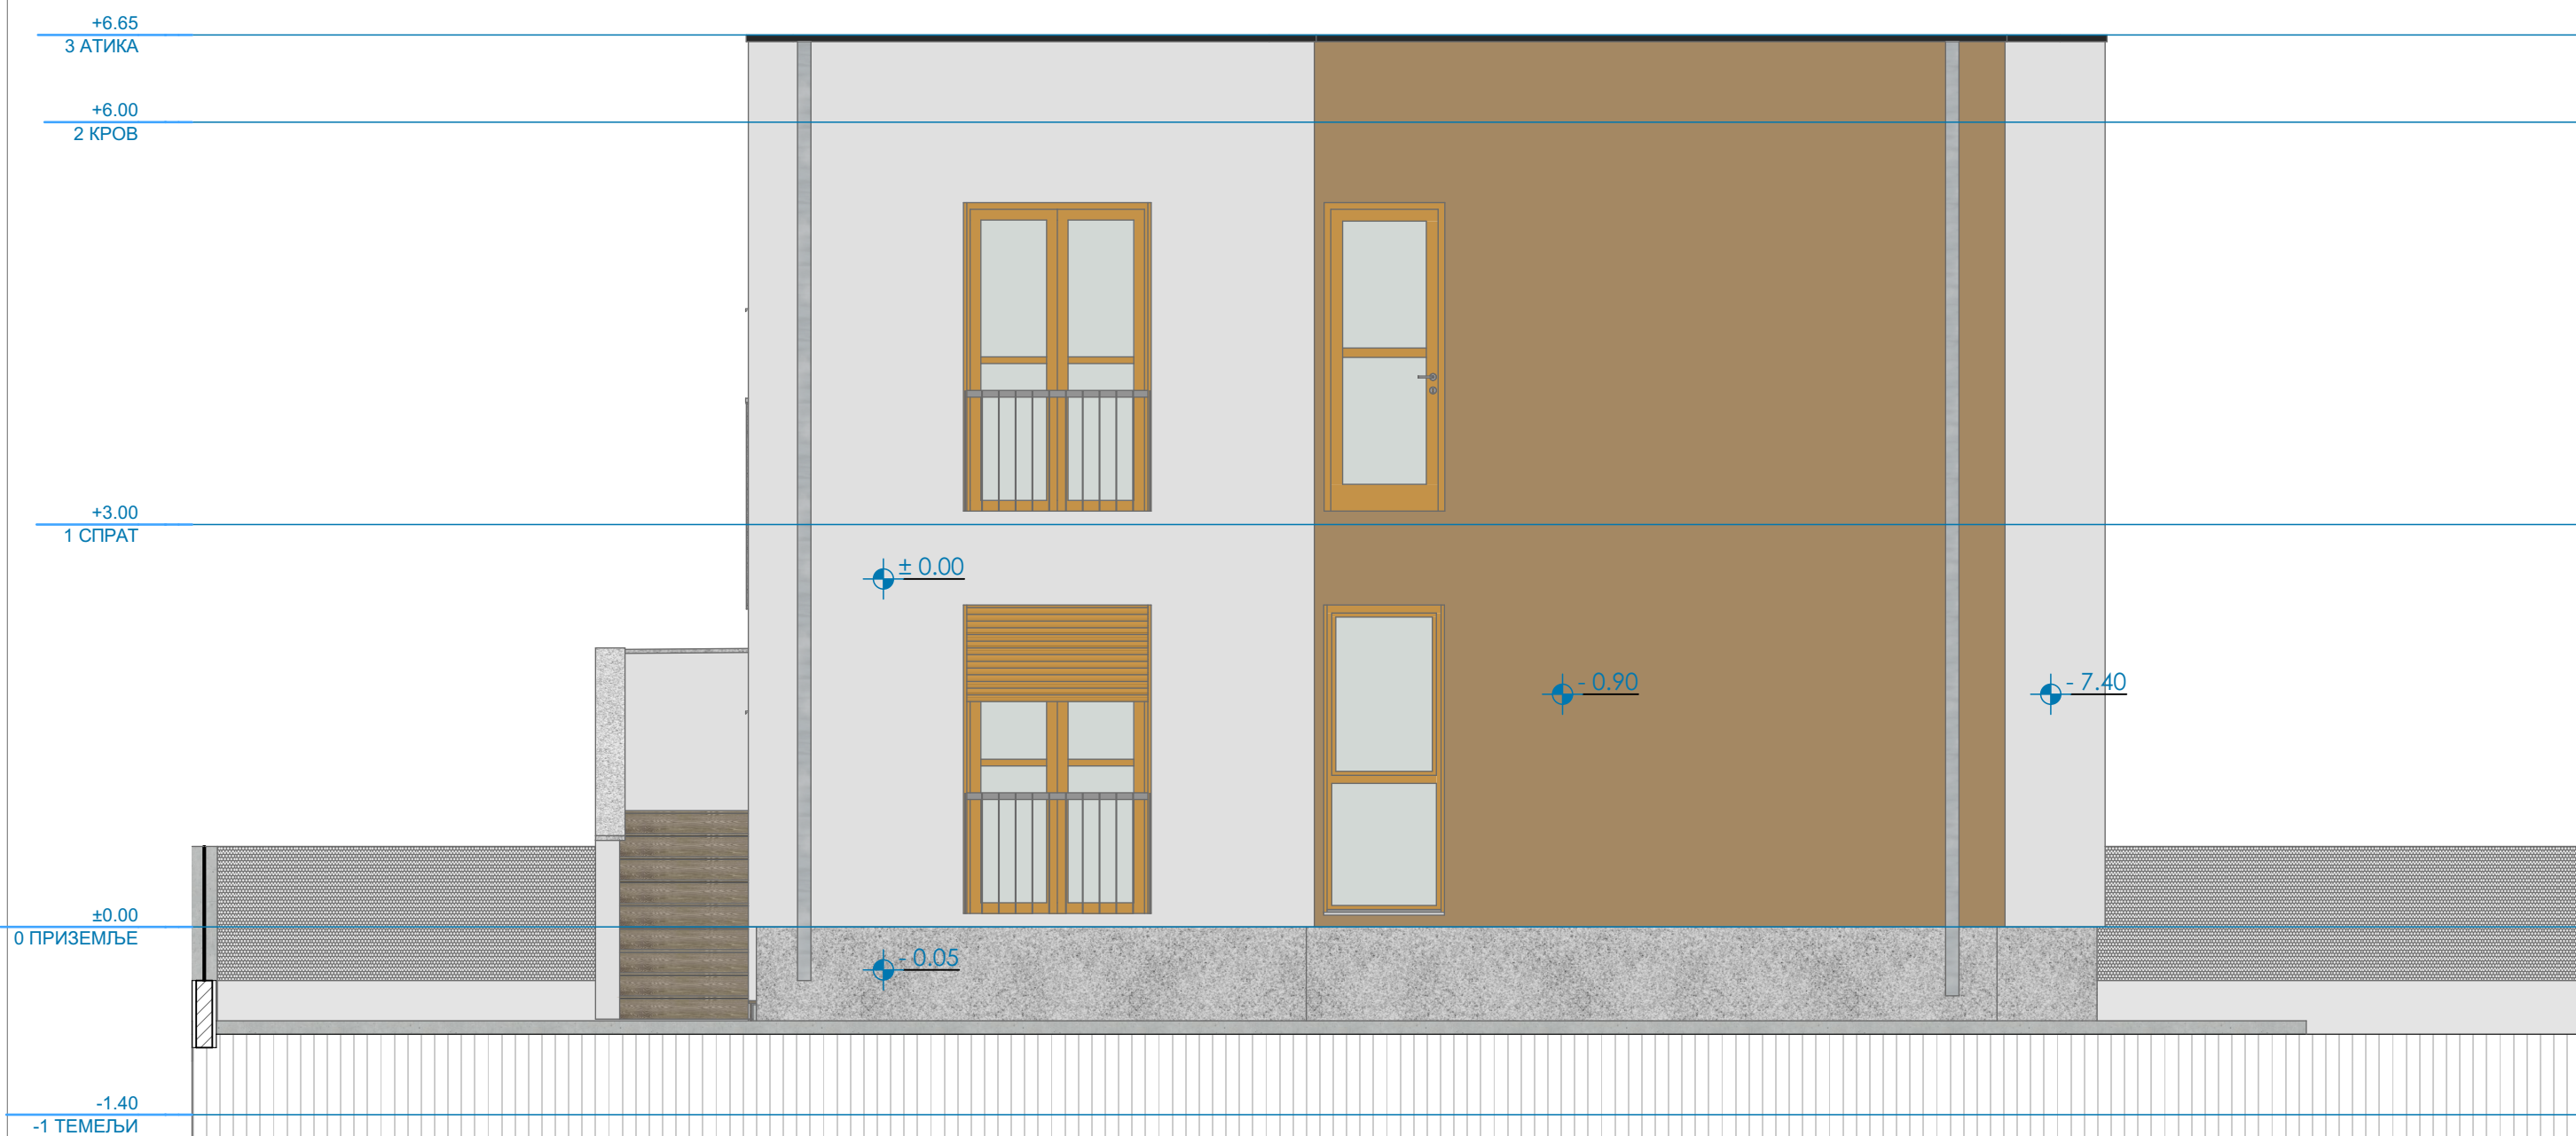 +6.65
3 АТИКА
+6.00
2 КРОВ
+3.00
1 СПРАТ
± 0.00
- 0.90
- 7.40
±0.00
0 ПРИЗЕМЉЕ
- 0.05
-1.40
-1 ТЕМЕЉИ